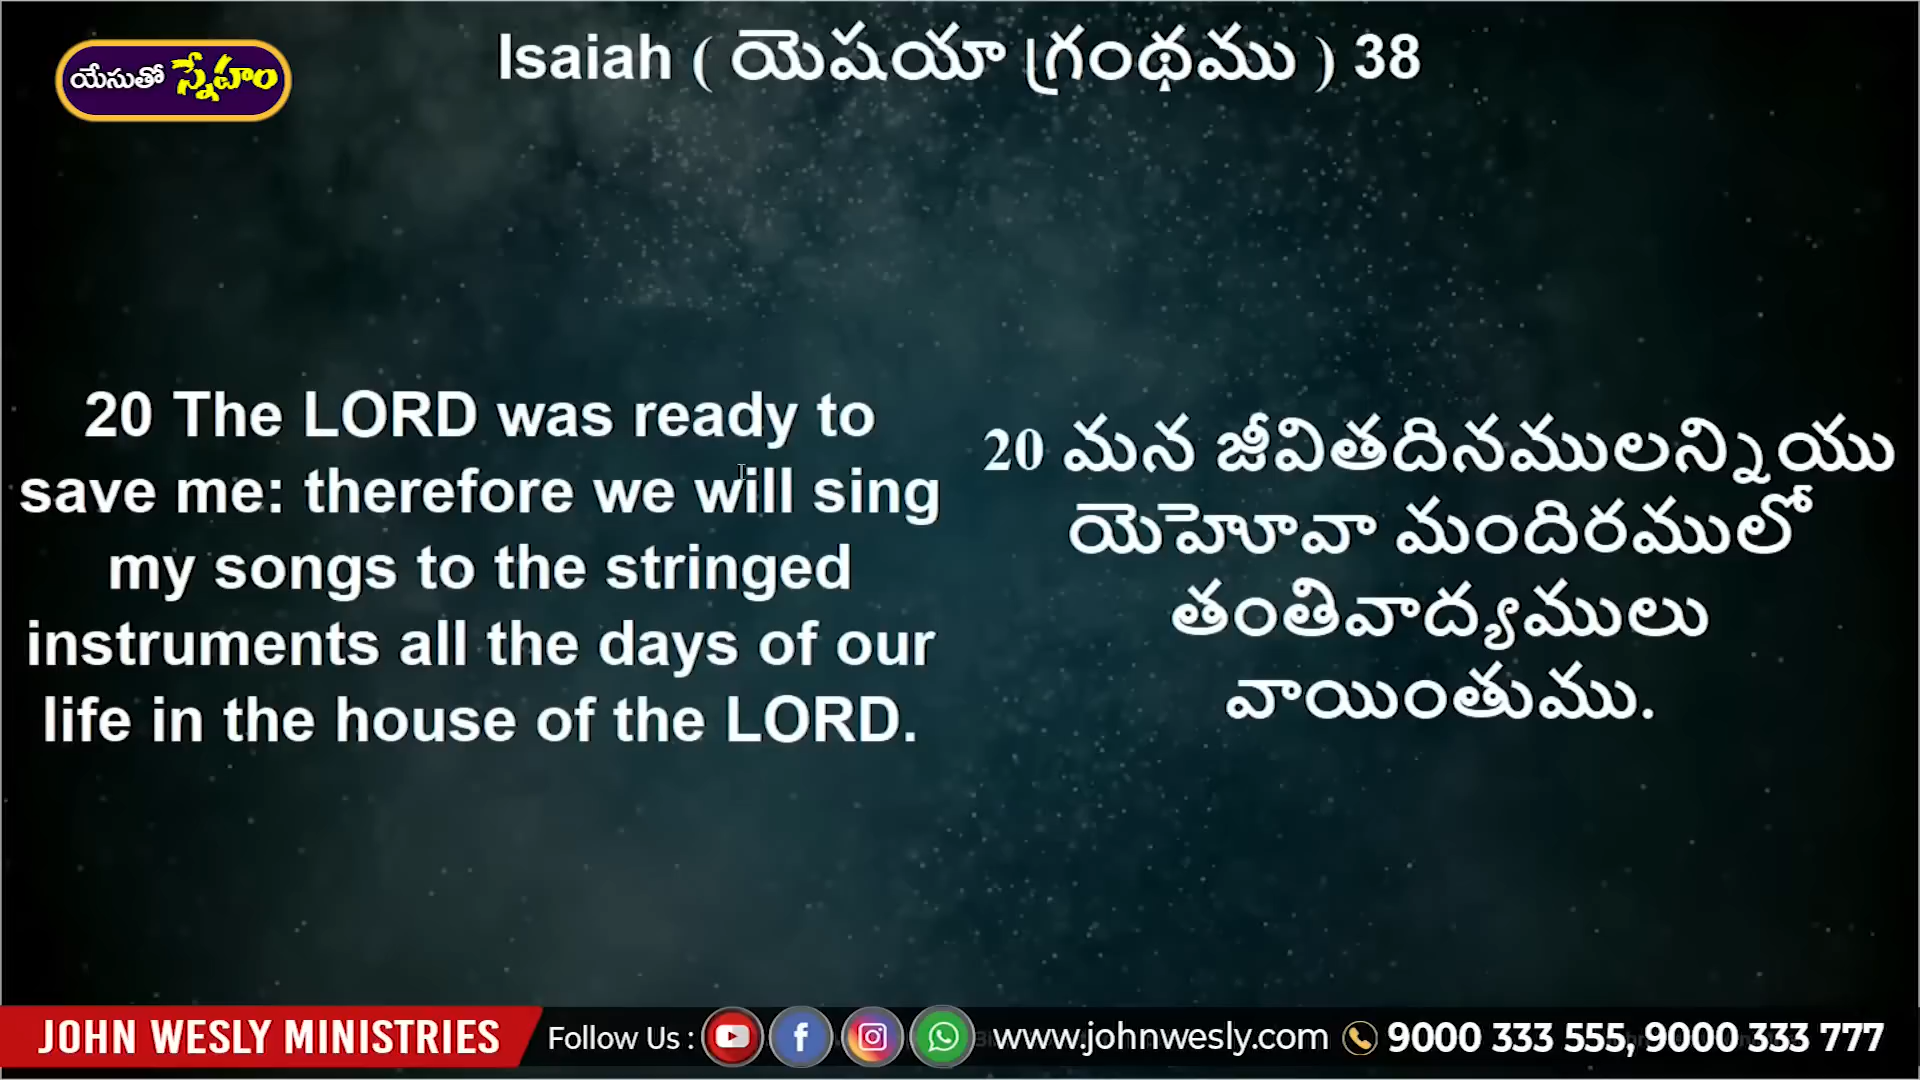 యేసుతో స్నేహం
Isaiah ( యెషయా గ్రంథము ) 38
20 The LORD was ready to
save me: therefore we will sing
my songs to the stringed
instruments all the days of our
life in the house of the LORD.
20 మన జీవితదినములన్నియు
యెహోవా మందిరములో
తంతివాద్యములు
వాయింతుము.
JOHN WESLY MINISTRIES
Follow Us :
www.johnwesly.com
9000 333 555, 9000 333 777